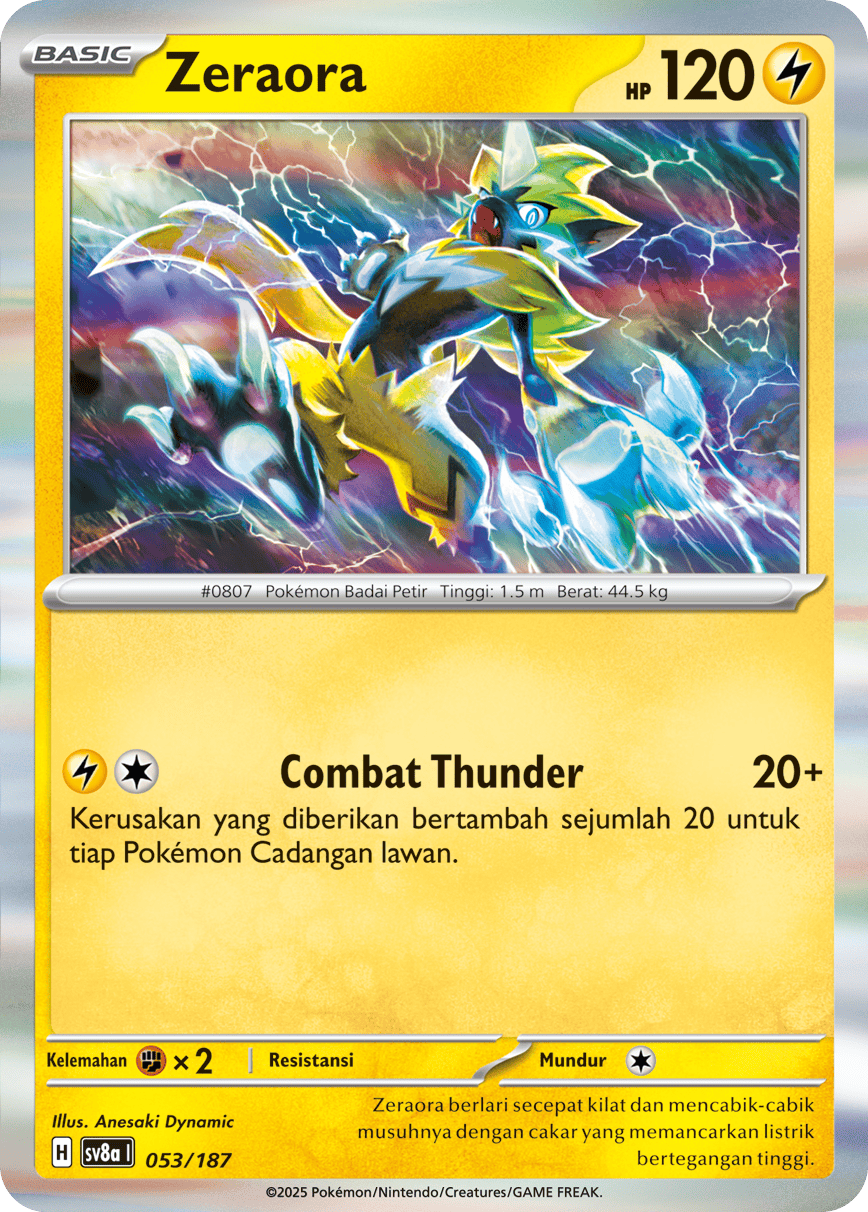 BASIC
Zeraora
HP 120
#0807 Pokémon Badai Petir Tinggi: 1.5 m Berat: 44.5 kg
Combat Thunder 20+
Kerusakan yang diberikan bertambah sejumlah 20 untuk
tiap Pokémon Cadangan lawan.
Kelemahan ×2 Resistansi Mundur
Illus. Anesaki Dynamic
H sv8a I 053/187
Zeraora berlari secepat kilat dan mencabik-cabik
musuhnya dengan cakar yang memancarkan listrik
bertegangan tinggi.
©2025 Pokémon/Nintendo/Creatures/GAME FREAK.